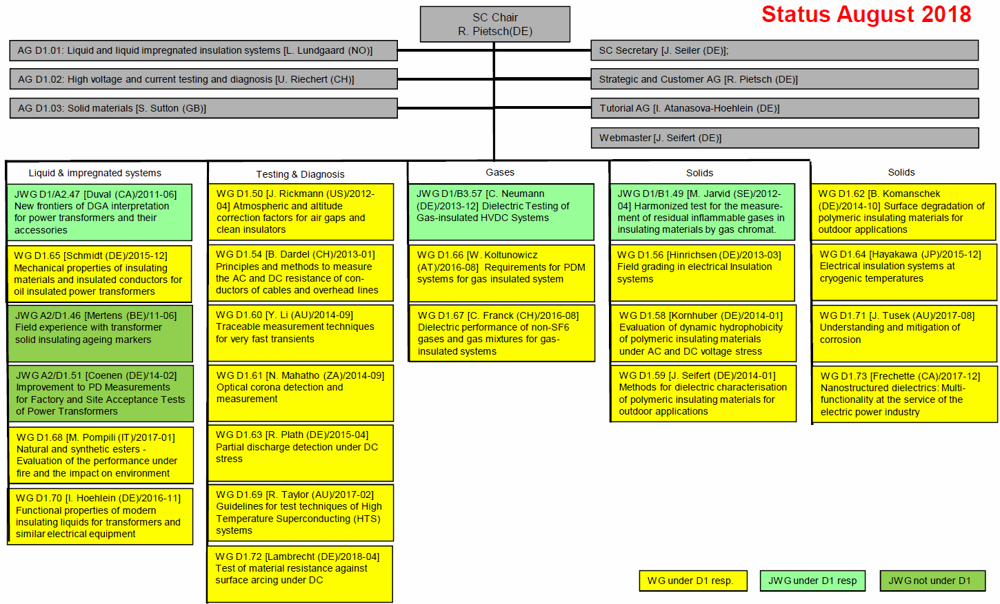 Status August 2018
SC Chair
R. Pietsch(DE)
AG D1.01: Liquid and liquid impregnated insulation systems [L. Lundgaard (NO)]
SC Secretary [J. Seiler (DE)];
AG D1.02: High voltage and current testing and diagnosis [U. Riechert (CH)]
Strategic and Customer AG [R. Pietsch (DE)]
AG D1.03: Solid materials [S. Sutton (GB)]
Tutorial AG [I. Atanasova-Hoehlein (DE)]
Webmaster [J. Seifert (DE)]
Liquid & impregnated systems
JWG D1/A2.47 [Duval (CA)/2011-06]
New frontiers of DGA interpretation
for power transformers and their
accessories
WG D1.65 [Schmidt (DE)/2015-12]
Mechanical properties of insulating
materials and insulated conductors for
oil insulated power transformers
JWG A2/D1.46 [Mertens (BE)/11-06]
Field experience with transformer
solid insulating ageing markers
JWG A2/D1.51 [Coenen (DE)/14-02]
Improvement to PD Measurements
for Factory and Site Acceptance Tests
of Power Transformers
WG D1.68 [M. Pompili (IT)/2017-01]
Natural and synthetic esters -
Evaluation of the performance under
fire and the impact on environment
WG D1.70 [I. Hoehlein (DE)/2016-11]
Functional properties of modern
insulating liquids for transformers and
similar electrical equipment
Testing & Diagnosis
WG D1.50 [J. Rickmann (US)/2012-
04] Atmospheric and altitude
correction factors for air gaps and
clean insulators
WG D1.54 [B. Dardel (CH)/2013-01]
Principles and methods to measure
the AC and DC resistance of con-
ductors of cables and overhead lines
WG D1.60 [Y. Li (AU)/2014-09]
Traceable measurement techniques
for very fast transients
WG D1.61 [N. Mahatho (ZA)/2014-09]
Optical corona detection and
measurement
WG D1.63 [R. Plath (DE)/2015-04]
Partial discharge detection under DC
stress
WG D1.69 [R. Taylor (AU)/2017-02]
Guidelines for test techniques of High
Temperature Superconducting (HTS)
systems
WG D1.72 [Lambrecht (DE)/2018-04]
Test of material resistance against
surface arcing under DC
Gases
JWG D1/B3.57 [C. Neumann
(DE)/2013-12] Dielectric Testing of
Gas-insulated HVDC Systems
WG D1.66 [W. Koltunowicz
(AT)/2016-08] Requirements for PDM
systems for gas insulated system
WG D1.67 [C. Franck (CH)/2016-08]
Dielectric performance of non-SF6
gases and gas mixtures for gas-
insulated systems
Solids
JWG D1/B1.49 [M. Jarvid (SE)/2012-
04] Harmonized test for the measure-
ment of residual inflammable gases in
insulating materials by gas chromat.
WG D1.56 [Hinrichsen (DE)/2013-03]
Field grading in electrical Insulation
systems
WG D1.58 [Kornhuber (DE)/2014-01]
Evaluation of dynamic hydrophobicity
of polymeric insulating materials
under AC and DC voltage stress
WG D1.59 [J. Seifert (DE)/2014-01]
Methods for dielectric characterisation
of polymeric insulating materials for
outdoor applications
Solids
WG D1.62 [B. Komanschek
(DE)/2014-10] Surface degradation of
polymeric insulating materials for
outdoor applications
WG D1.64 [Hayakawa (JP)/2015-12]
Electrical insulation systems at
cryogenic temperatures
WG D1.71 [J. Tusek (AU)/2017-08]
Understanding and mitigation of
corrosion
WG D1.73 [Frechette (CA)/2017-12]
Nanostructured dielectrics: Multi-
functionality at the service of the
electric power industry
WG under D1 resp.
JWG under D1 resp
JWG not under D1